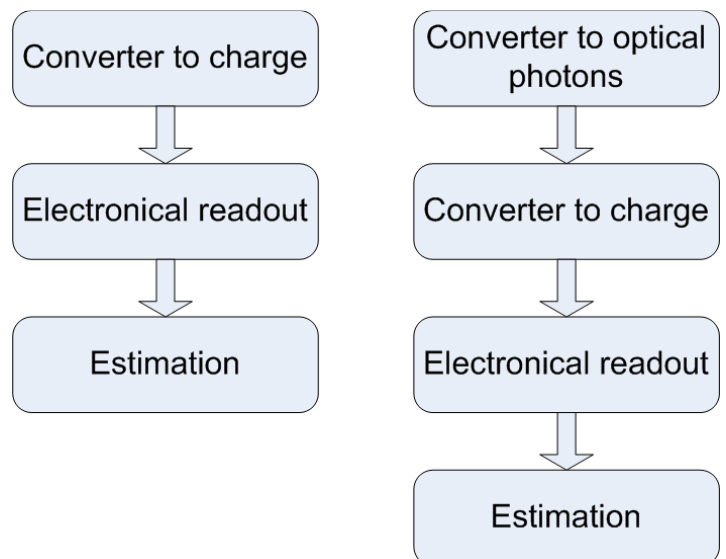 Converter to charge
Electronical readout
Estimation
Converter to optical
photons
Converter to charge
Electronical readout
Estimation